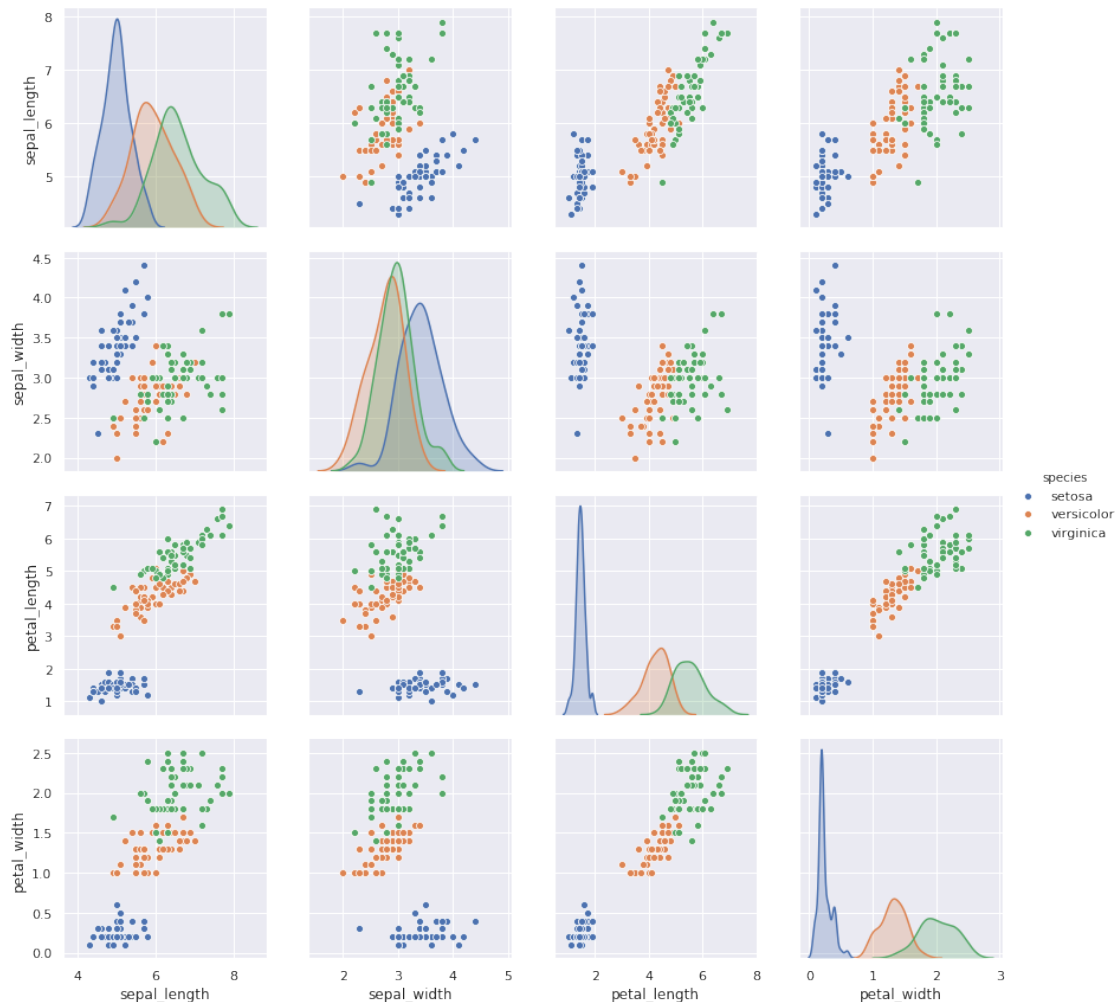 8
7
6
5
sepal_length
4.5
4.0
3.5
3.0
2.5
2.0
sepal_width
species
setosa
versicolor
virginica
7
6
5
4
3
2
1
petal_length
2.5
2.0
1.5
1.0
0.5
0.0
petal_width
4 6 8
sepal_length
2 3 4 5
sepal_width
2 4 6 8
petal_length
0 1 2 3
petal_width